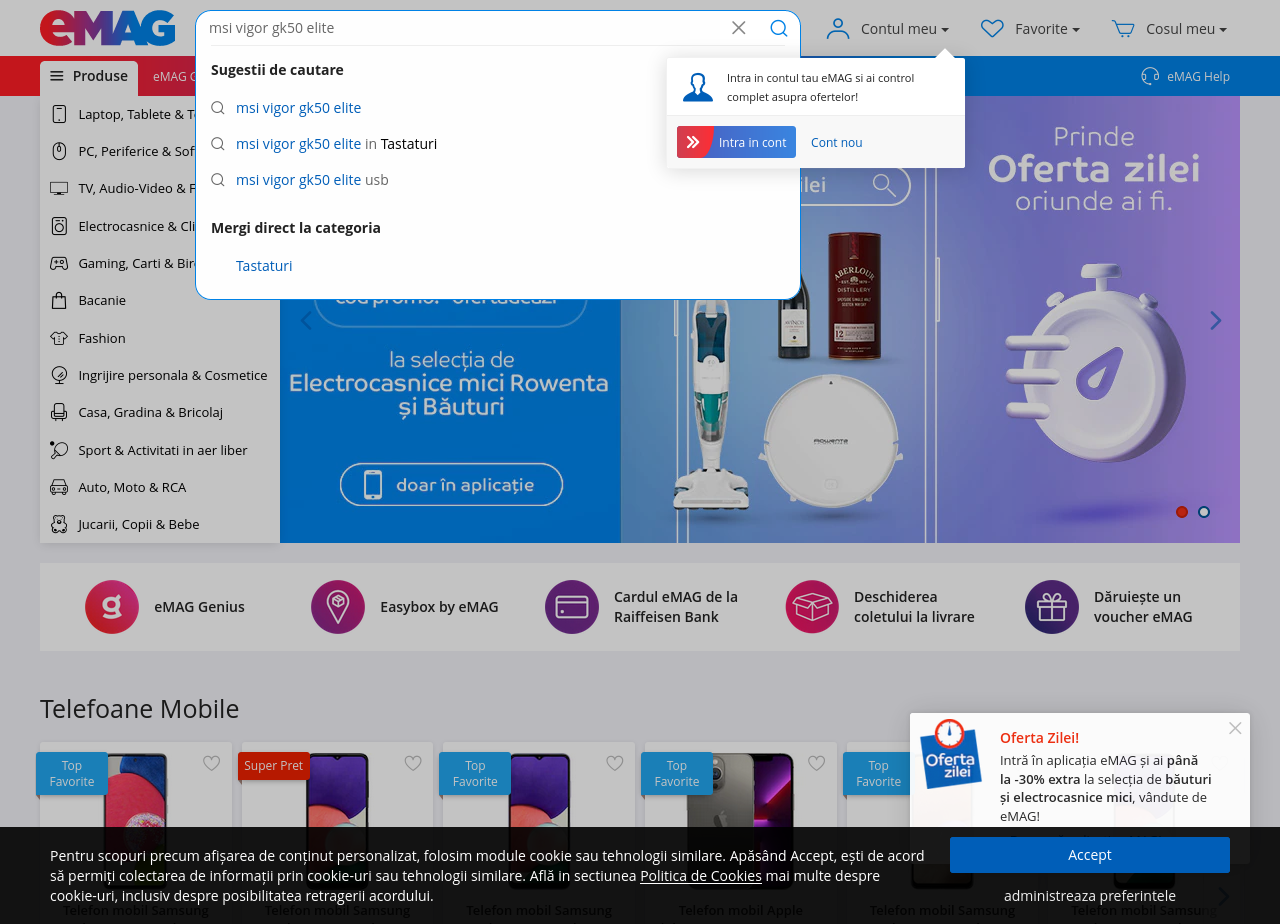 eMAG
msi vigor gk50 elite
Contul meu
Favorite
Cosul meu
Produse
eMAG Help
Sugestii de cautare
msi vigor gk50 elite
msi vigor gk50 elite in Tastaturi
msi vigor gk50 elite usb
Mergi direct la categoria
Tastaturi
Intra in contul tau eMAG si ai control
complet asupra ofertelor!
Intra in cont
Cont nou
Laptop, Tablete &
PC, Periferice &
TV, Audio-Video &
Electrocasnice &
Gaming, Carti &
Bacanie
Fashion
Ingrijire personala & Cosmetice
Casa, Gradina & Bricolaj
Sport & Activitati in aer liber
Auto, Moto & RCA
Jucarii, Copii & Bebe
la selecția de
Electrocasnice mici Rowenta
și Băuturi
doar în aplicație
ABERLOUR
DISTILLERY
12
ROWENTA
Prinde
Oferta zilei
oriunde ai fi.
eMAG Genius
Easybox by eMAG
Cardul eMAG de la
Raiffeisen Bank
Deschiderea
coletului la livrare
Dăruiește un
voucher eMAG
Telefoane Mobile
Top
Favorite
Super Pret
Top
Favorite
Top
Favorite
Top
Favorite
Oferta
zilei
Oferta Zilei!
Intră în aplicația eMAG și ai până
la -30% extra la selecția de băuturi
și electrocasnice mici, vândute de
eMAG!
Pentru scopuri precum afișarea de conținut personalizat, folosim module cookie sau tehnologii similare. Apăsând Accept, ești de acord
să permiți colectarea de informații prin cookie-uri sau tehnologii similare. Află in sectiunea Politica de Cookies mai multe despre
cookie-uri, inclusiv despre posibilitatea retragerii acordului.
Accept
administreaza preferintele
Telefon mobil Samsung
Telefon mobil Samsung
Telefon mobil Samsung
Telefon mobil Apple
Telefon mobil Samsung
Telefon mobil Samsung